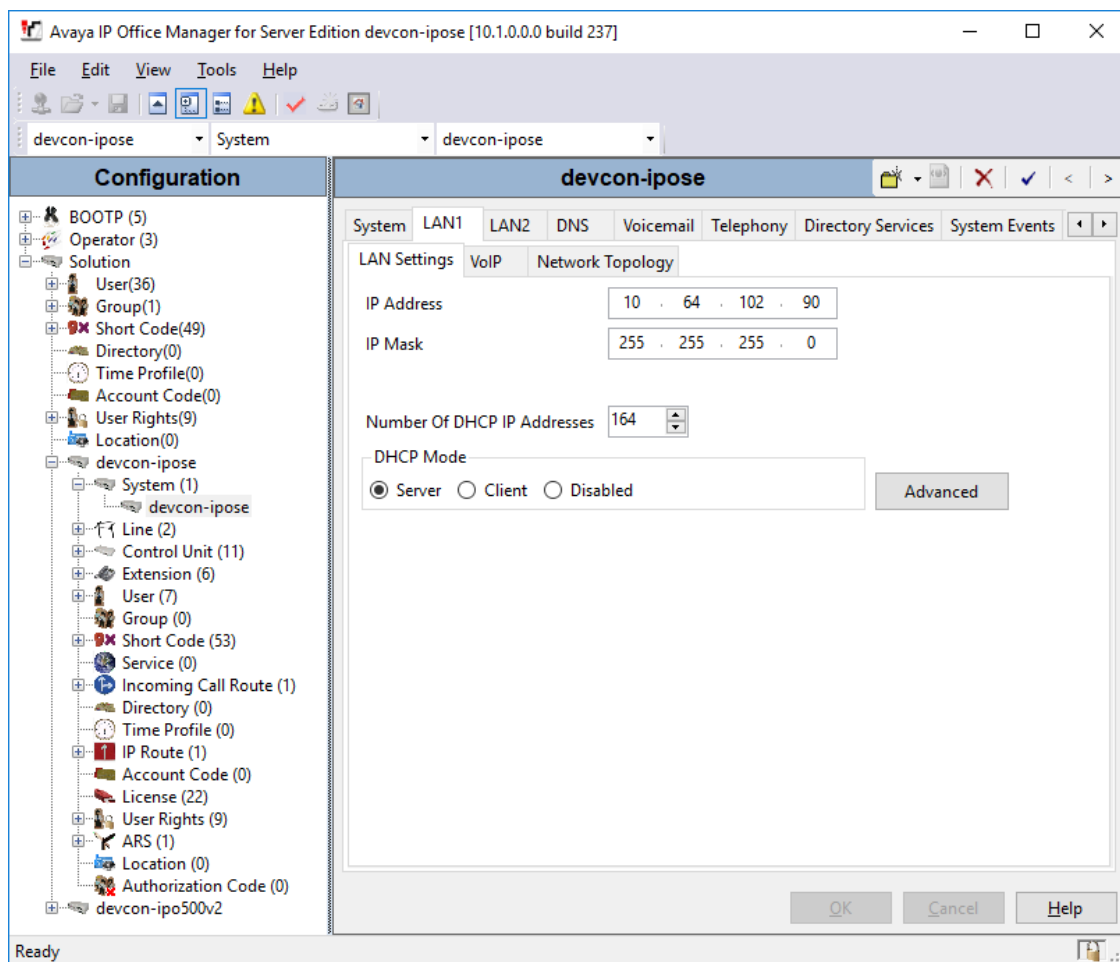 Avaya IP Office Manager for Server Edition devcon-ipose [10.1.0.0.0 build 237]
File Edit View Tools Help
devcon-ipose System devcon-ipose
Configuration
BOOTP (5)
Operator (3)
Solution
User(36)
Group(1)
Short Code(49)
Directory(0)
Time Profile(0)
Account Code(0)
User Rights(9)
Location(0)
devcon-ipose
System (1)
devcon-ipose
Line (2)
Control Unit (11)
Extension (6)
User (7)
Group (0)
Short Code (53)
Service (0)
Incoming Call Route (1)
Directory (0)
Time Profile (0)
IP Route (1)
Account Code (0)
License (22)
User Rights (9)
ARS (1)
Location (0)
Authorization Code (0)
devcon-ipo500v2
devcon-ipose
System LAN1 LAN2 DNS Voicemail Telephony Directory Services System Events
LAN Settings VoIP Network Topology
IP Address 10 . 64 . 102 . 90
IP Mask 255 . 255 . 255 . 0
Number Of DHCP IP Addresses 164
DHCP Mode
Server Client Disabled Advanced
OK Cancel Help
Ready